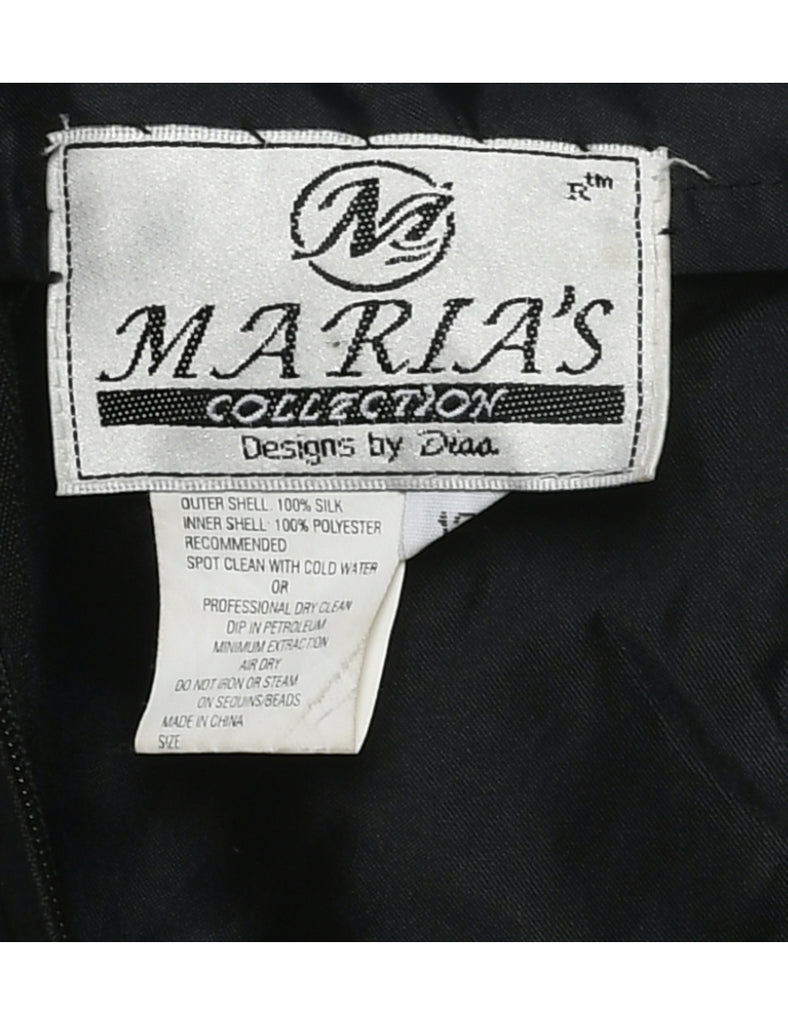 M
R™
MARIA'S
COLLECTION
Designs by Diaa
OUTER SHELL: 100% SILK
INNER SHELL: 100% POLYESTER
RECOMMENDED
SPOT CLEAN WITH COLD WATER
OR
PROFESSIONAL DRY CLEAN
DIP IN PETROLEUM
MINIMUM EXTRACTION
AIR DRY
DO NOT IRON OR STEAM
ON SEQUINS/BEADS
MADE IN CHINA
SIZE